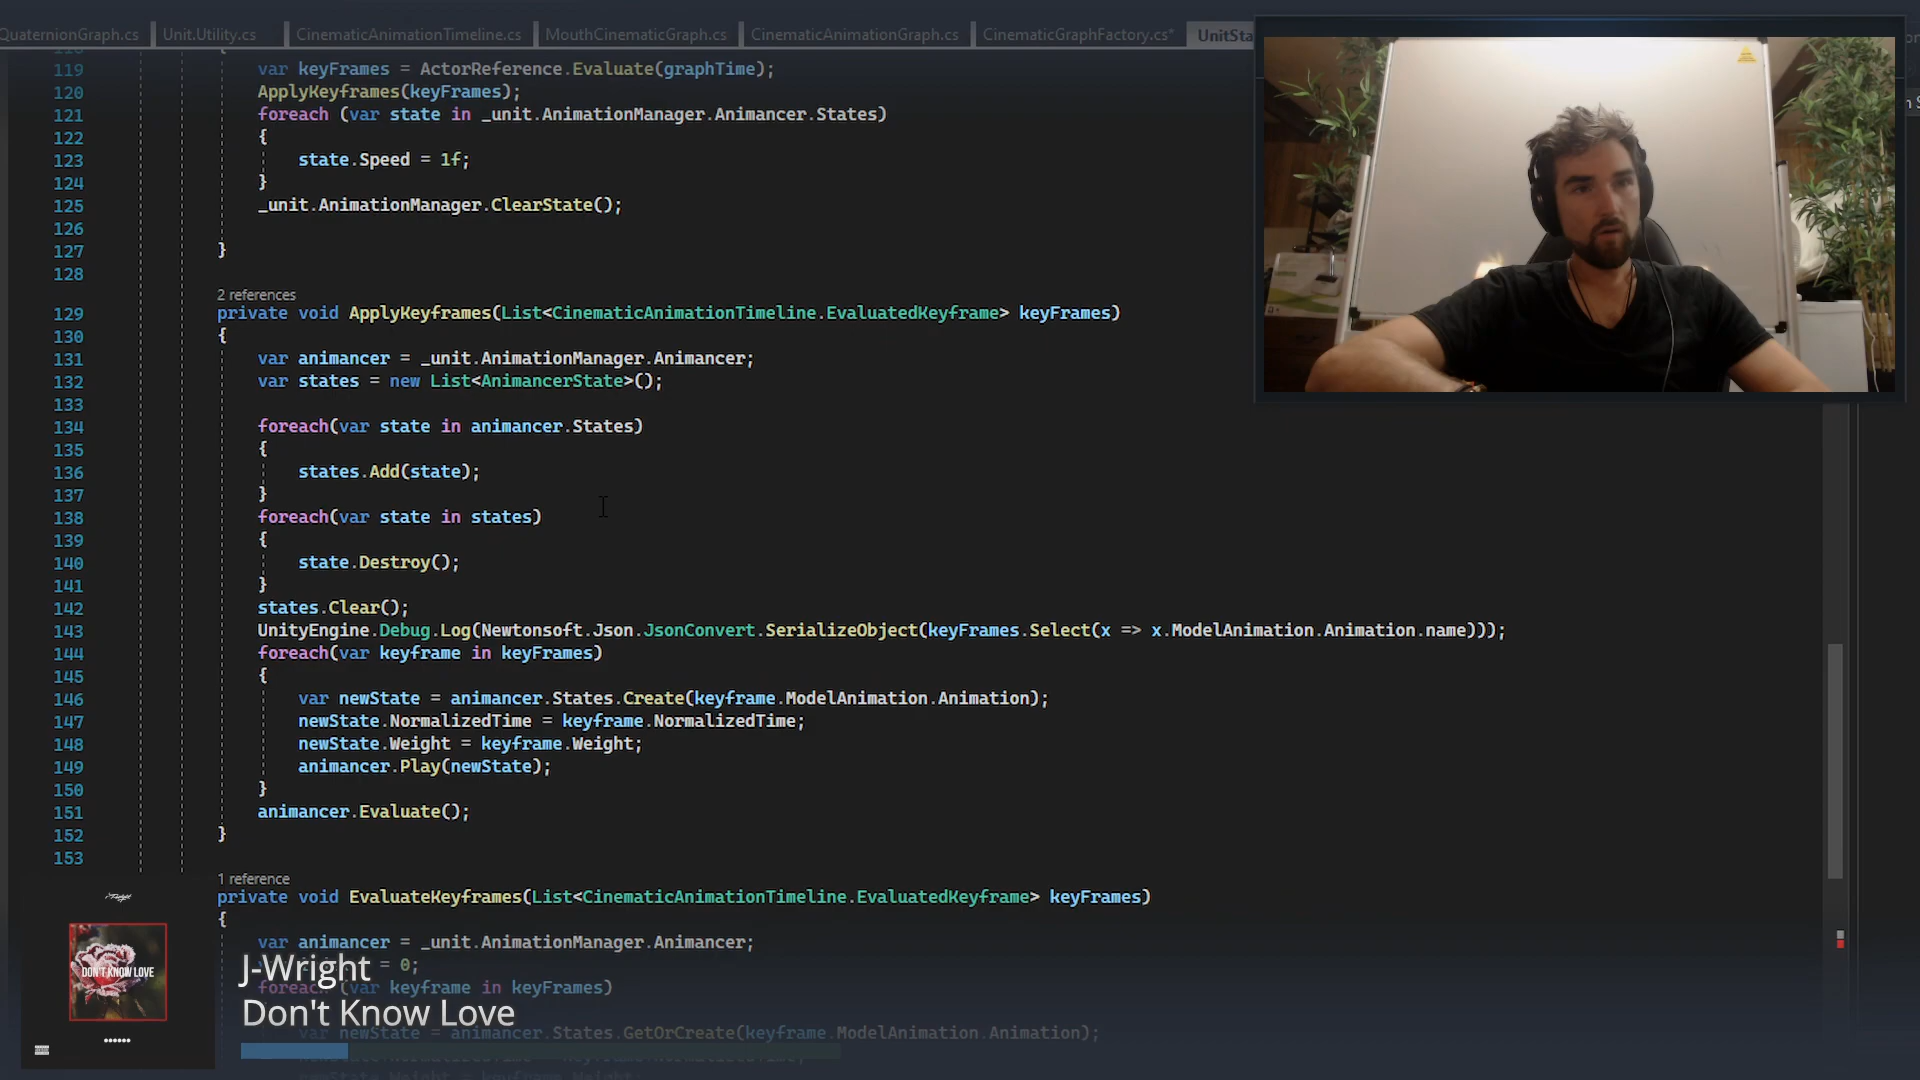 QuaternionGraph.cs Unit.Utility.cs CinematicAnimationTimeline.cs MouthCinematicGraph.cs CinematicAnimationGraph.cs CinematicGraphFactory.cs* UnitSta
119 var keyFrames = ActorReference.Evaluate(graphTime);
120 ApplyKeyframes(keyFrames);
121 foreach (var state in _unit.AnimationManager.Animancer.States)
122 {
123 state.Speed = 1f;
124 }
125 _unit.AnimationManager.ClearState();
126
127 }
128
2 references
129 private void ApplyKeyframes(List<CinematicAnimationTimeline.EvaluatedKeyframe> keyFrames)
130 {
131 var animancer = _unit.AnimationManager.Animancer;
132 var states = new List<AnimancerState>();
133
134 foreach(var state in animancer.States)
135 {
136 states.Add(state);
137 }
138 foreach(var state in states)
139 {
140 state.Destroy();
141 }
142 states.Clear();
143 UnityEngine.Debug.Log(Newtonsoft.Json.JsonConvert.SerializeObject(keyFrames.Select(x => x.ModelAnimation.Animation.name)));
144 foreach(var keyframe in keyFrames)
145 {
146 var newState = animancer.States.Create(keyframe.ModelAnimation.Animation);
147 newState.NormalizedTime = keyframe.NormalizedTime;
148 newState.Weight = keyframe.Weight;
149 animancer.Play(newState);
150 }
151 animancer.Evaluate();
152 }
153
1 reference
private void EvaluateKeyframes(List<CinematicAnimationTimeline.EvaluatedKeyframe> keyFrames)
{
var animancer = _unit.AnimationManager.Animancer;
= 0;
foreach (var keyframe in keyFrames)
var newState = animancer.States.GetOrCreate(keyframe.ModelAnimation.Animation);
DON'T KNOW LOVE
J-Wright
Don't Know Love